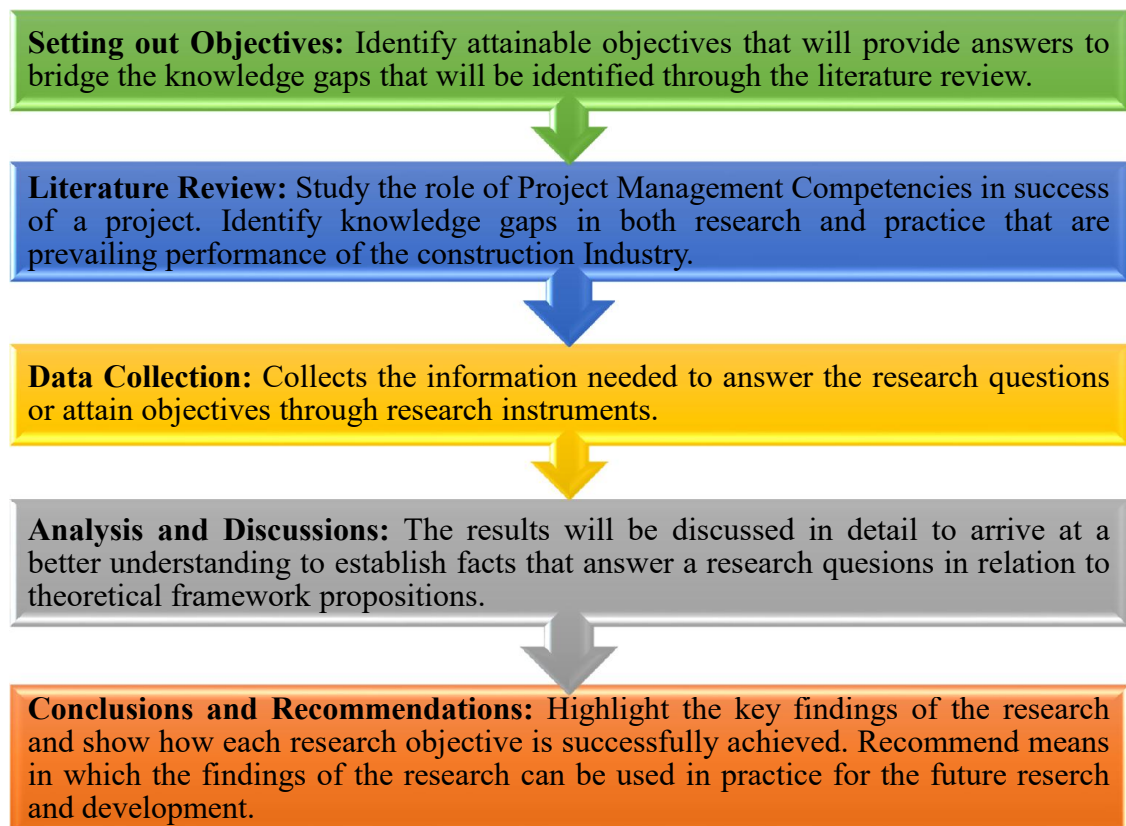 Setting out Objectives: Identify attainable objectives that will provide answers to
bridge the knowledge gaps that will be identified through the literature review.
Literature Review: Study the role of Project Management Competencies in success
of a project. Identify knowledge gaps in both research and practice that are
prevailing performance of the construction Industry.
Data Collection: Collects the information needed to answer the research questions
or attain objectives through research instruments.
Analysis and Discussions: The results will be discussed in detail to arrive at a
better understanding to establish facts that answer a research quesions in relation to
theoretical framework propositions.
Conclusions and Recommendations: Highlight the key findings of the research
and show how each research objective is successfully achieved. Recommend means
in which the findings of the research can be used in practice for the future reserch
and development.